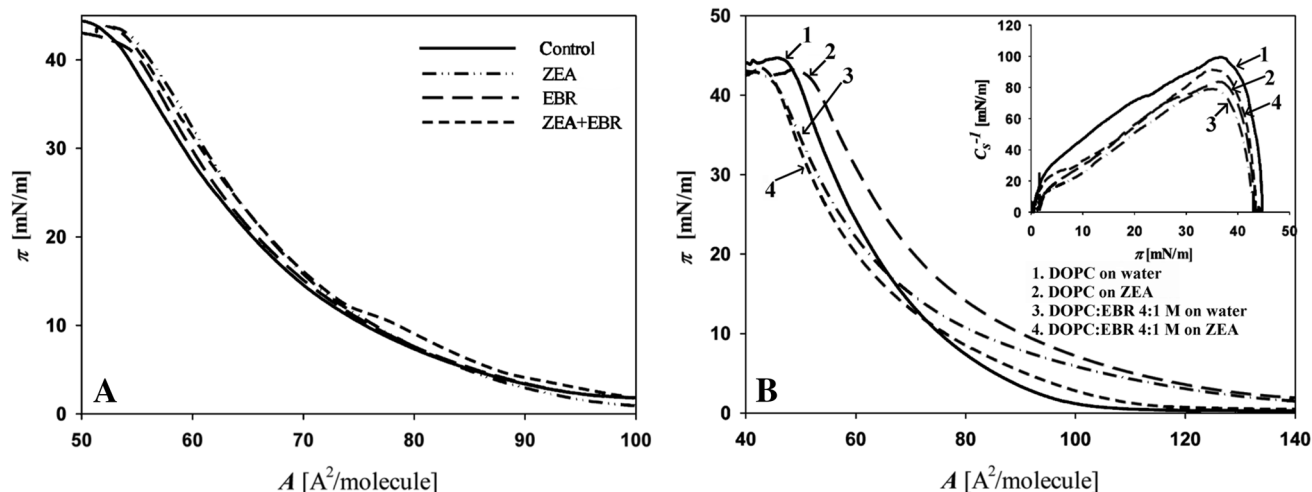 40
30
20
10
0
π [mN/m]
Control
ZEA
EBR
ZEA+EBR
A
50 60 70 80 90 100
A [A²/molecule]
50
40
30
20
10
0
π [mN/m]
1
2
3
4
B
40 60 80 100 120 140
A [A²/molecule]
120
100
80
60
40
20
0
Cₛ⁻¹ [mN/m]
1
2
4
3
0 10 20 30 40 50
π [mN/m]
1. DOPC on water
2. DOPC on ZEA
3. DOPC:EBR 4:1 M on water
4. DOPC:EBR 4:1 M on ZEA